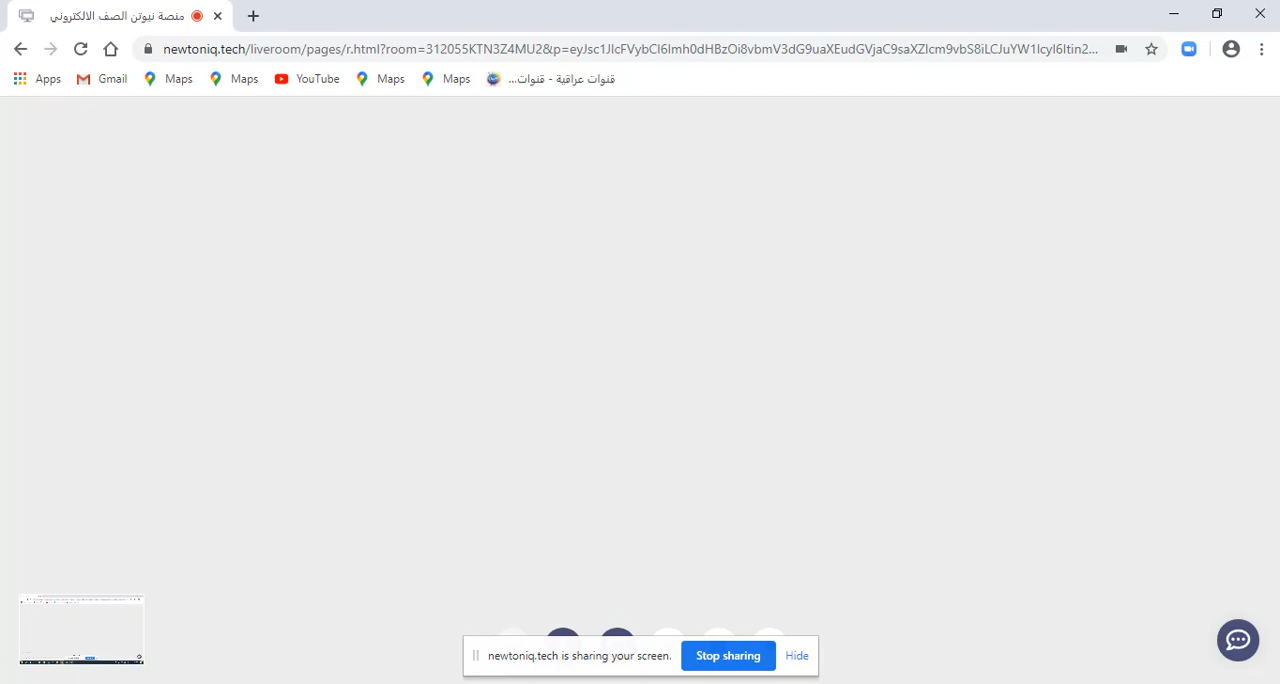 منصة نيوتن الصف الالكتروني
newtoniq.tech/liveroom/pages/r.html?room=312055KTN3Z4MU2&p=eyJsc1JIcFVybCI6Imh0dHBzOi8vbmV3dG9uaXEudGVjaC9saXZlcm9vbS8iLCJuYW1lIjoi6Itin2...
Apps Gmail Maps Maps YouTube Maps Maps قنوات عراقية - قنوات...
newtoniq.tech is sharing your screen. Stop sharing Hide